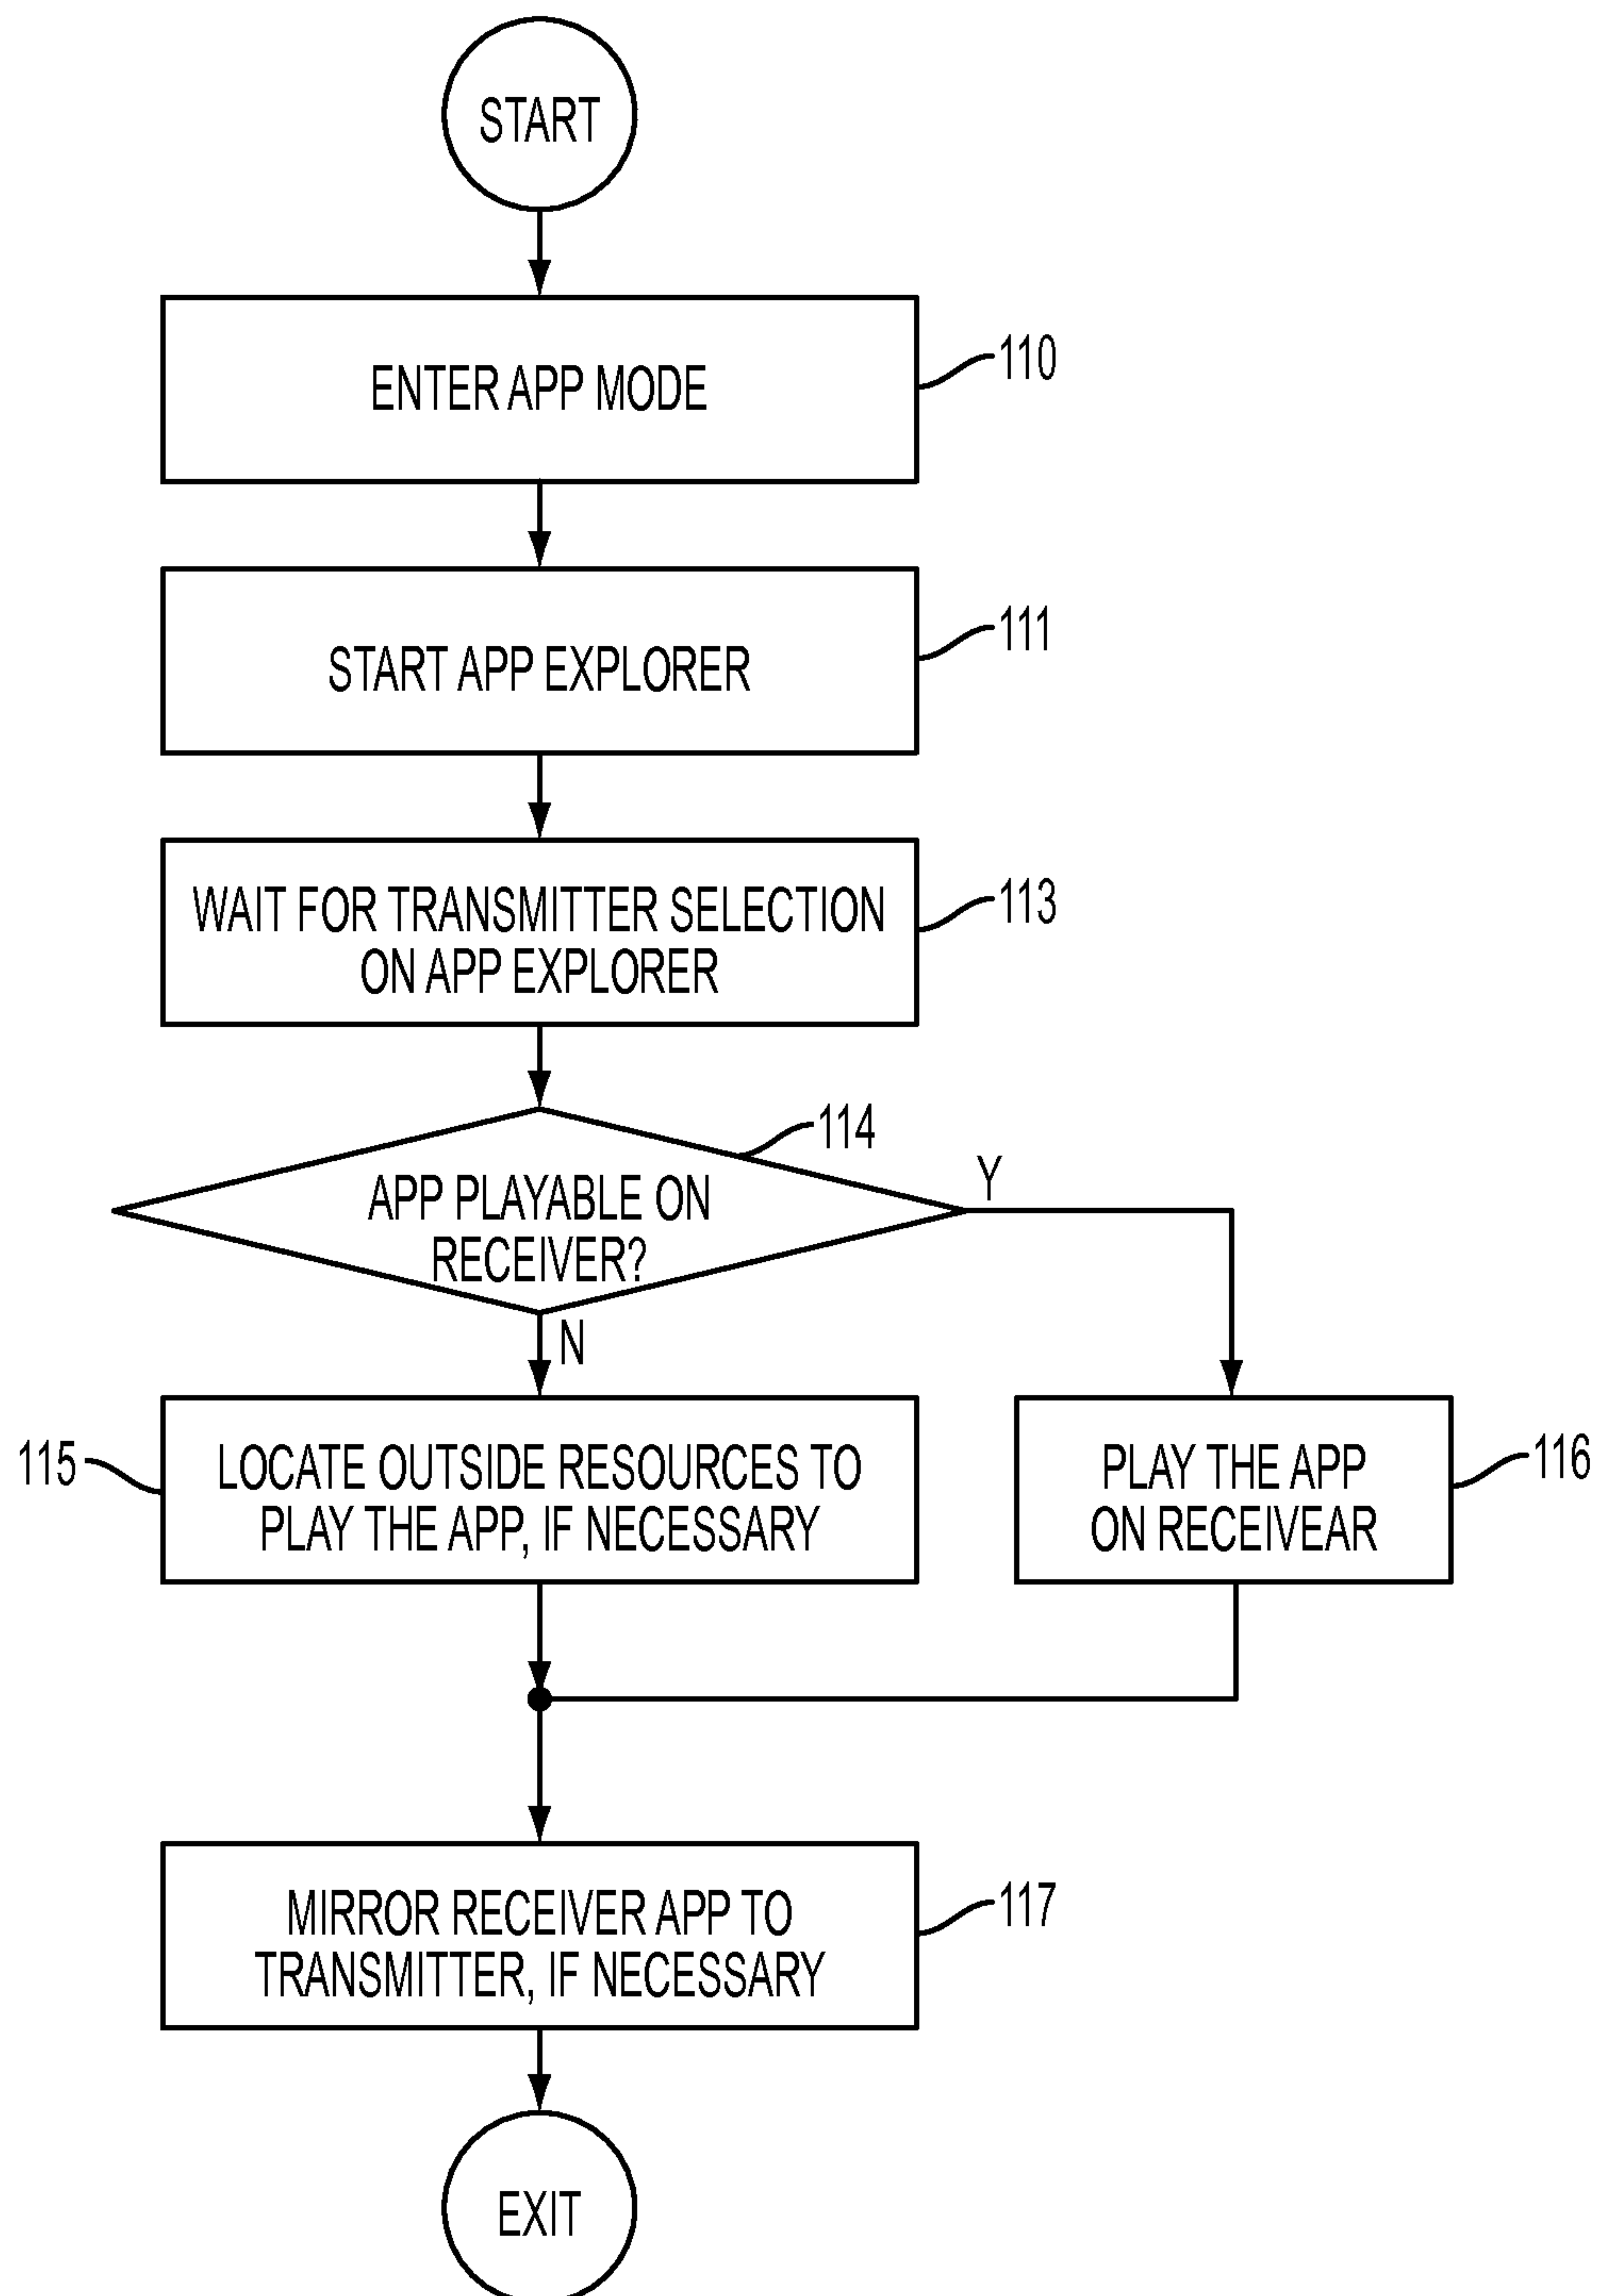 START
ENTER APP MODE
110
START APP EXPLORER
111
WAIT FOR TRANSMITTER SELECTION
ON APP EXPLORER
113
114
APP PLAYABLE ON
RECEIVER?
Y
N
115
LOCATE OUTSIDE RESOURCES TO
PLAY THE APP, IF NECESSARY
PLAY THE APP
ON RECEIVEAR
116
MIRROR RECEIVER APP TO
TRANSMITTER, IF NECESSARY
117
EXIT